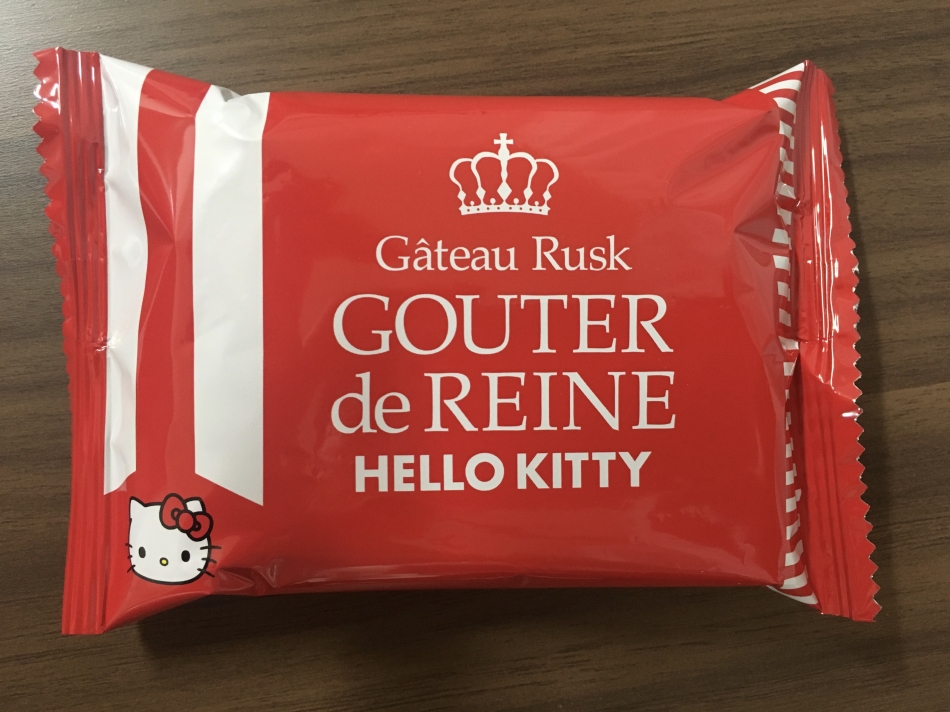 Gâteau Rusk
GOUTER
de REINE
HELLO KITTY